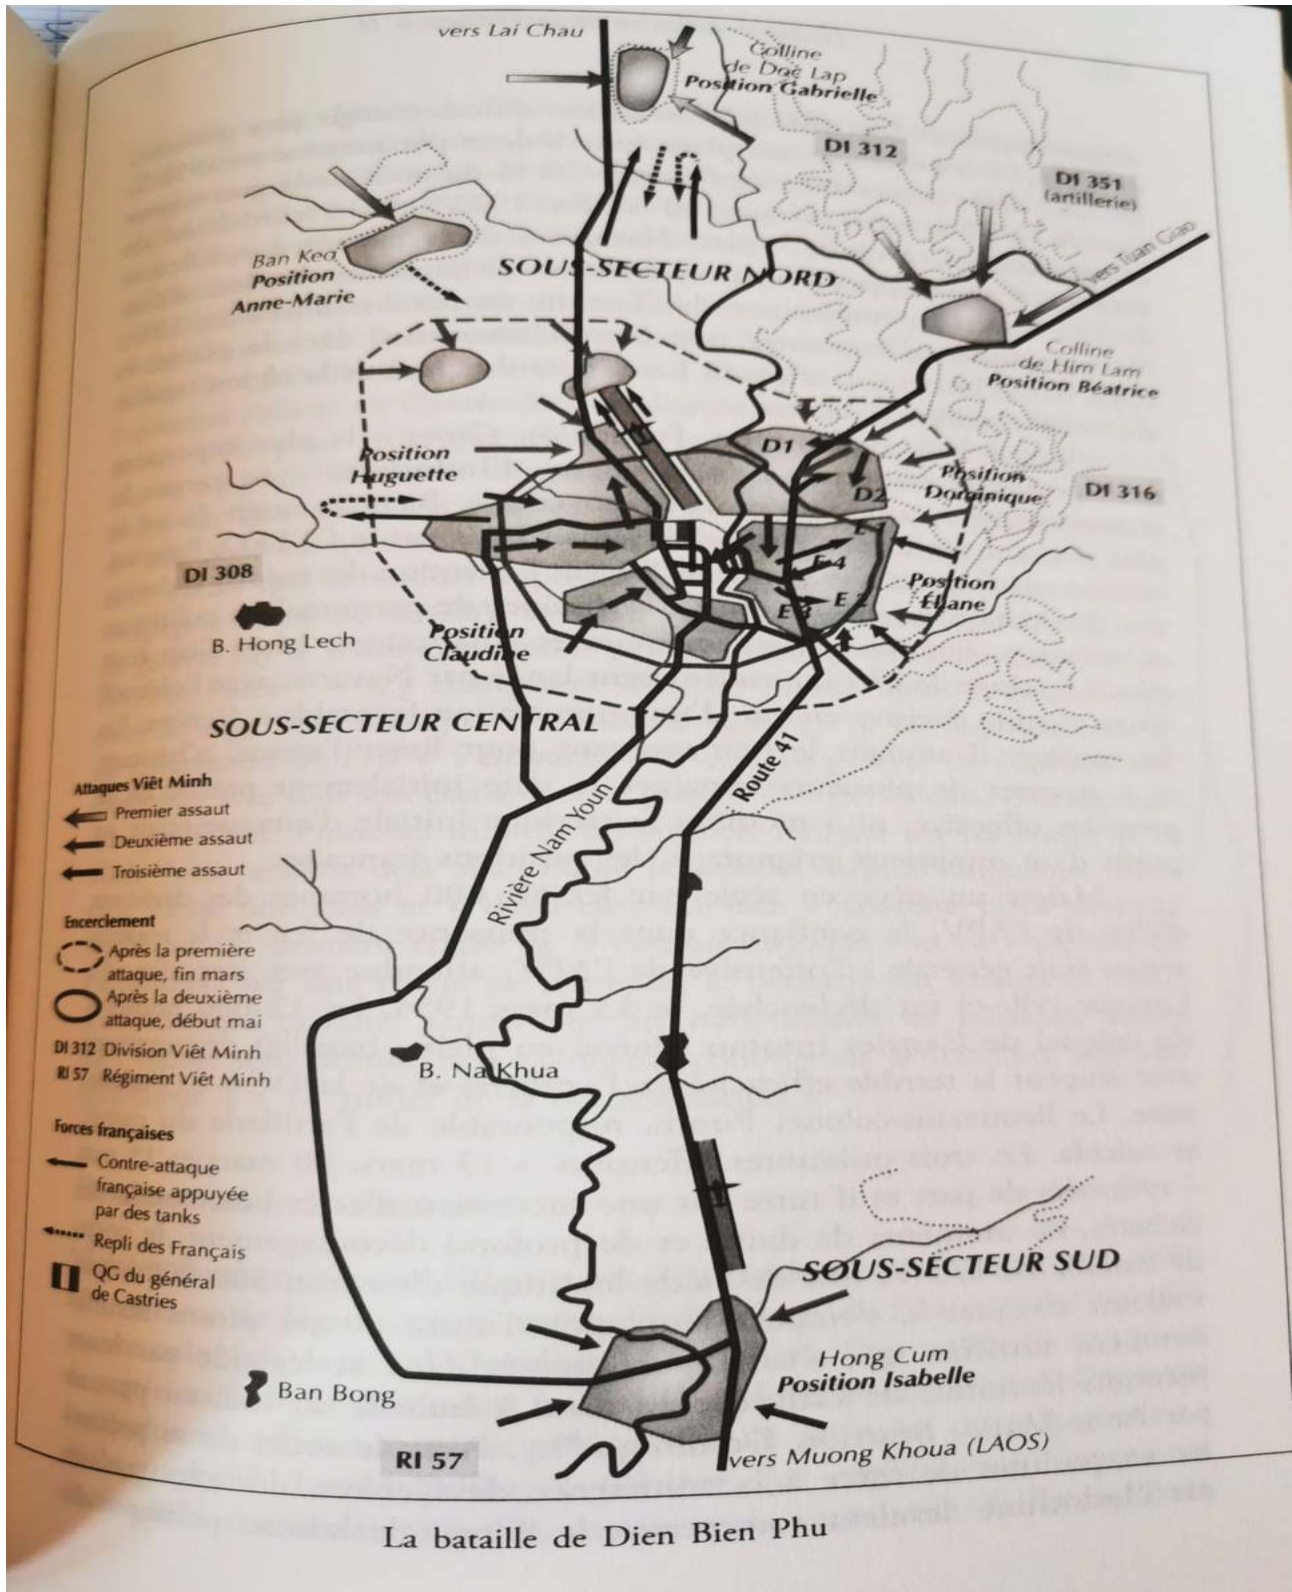 vers Lai Chau
Colline
de Doc Lap
Position Gabrielle
DI 312
DI 351
(artillerie)
vers Tuan Giao
Ban Keo
Position
Anne-Marie
SOUS-SECTEUR NORD
Colline
de Him Lam
Position Béatrice
Position
Huguette
D1
D2
Position
Dominique
DI 316
E 1
E 4
E 2
E 3
Position
Éliane
DI 308
B. Hong Lech
Position
Claudine
SOUS-SECTEUR CENTRAL
Route 41
Rivière Nam Youn
Attaques Viêt Minh
Premier assaut
Deuxième assaut
Troisième assaut
Encerclement
Après la première
attaque, fin mars
Après la deuxième
attaque, début mai
DI 312 Division Viêt Minh
RI 57 Régiment Viêt Minh
Forces françaises
Contre-attaque
française appuyée
par des tanks
Repli des Français
QG du général
de Castries
B. Na Khua
SOUS-SECTEUR SUD
Hong Cum
Position Isabelle
Ban Bong
RI 57
vers Muong Khoua (LAOS)
La bataille de Dien Bien Phu